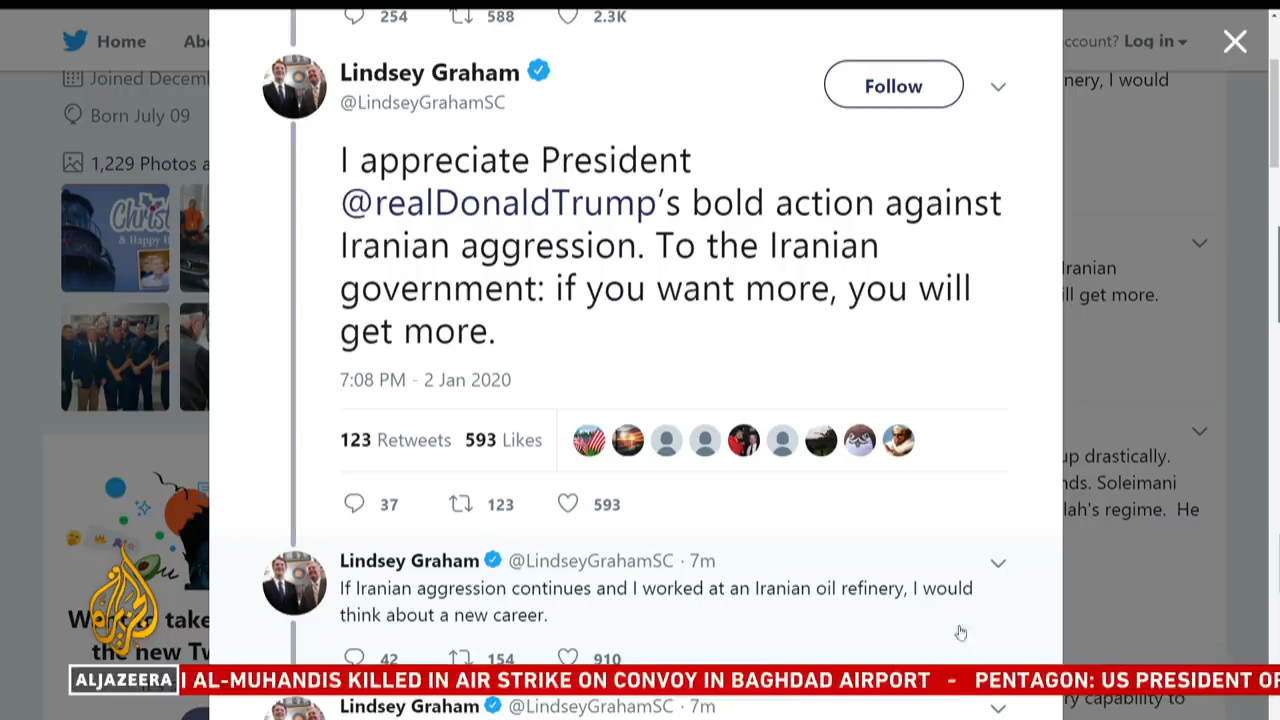 254 588 2.3K
Home Abo
ccount? Log in
Joined Decem
Born July 09
1,229 Photos a
Christ
& Happy H
Lindsey Graham
@LindseyGrahamSC
Follow
I appreciate President
@realDonaldTrump's bold action against
Iranian aggression. To the Iranian
government: if you want more, you will
get more.
7:08 PM - 2 Jan 2020
123 Retweets 593 Likes
37 123 593
Lindsey Graham @LindseyGrahamSC · 7m
If Iranian aggression continues and I worked at an Iranian oil refinery, I would
think about a new career.
42 154 910
Lindsey Graham @LindseyGrahamSC · 7m
nery, I would
Iranian
ill get more.
up drastically.
nds. Soleimani
lah's regime. He
ry capability to
take
the new Tw
الجزيرة
ALJAZEERA
I AL-MUHANDIS KILLED IN AIR STRIKE ON CONVOY IN BAGHDAD AIRPORT - PENTAGON: US PRESIDENT OF